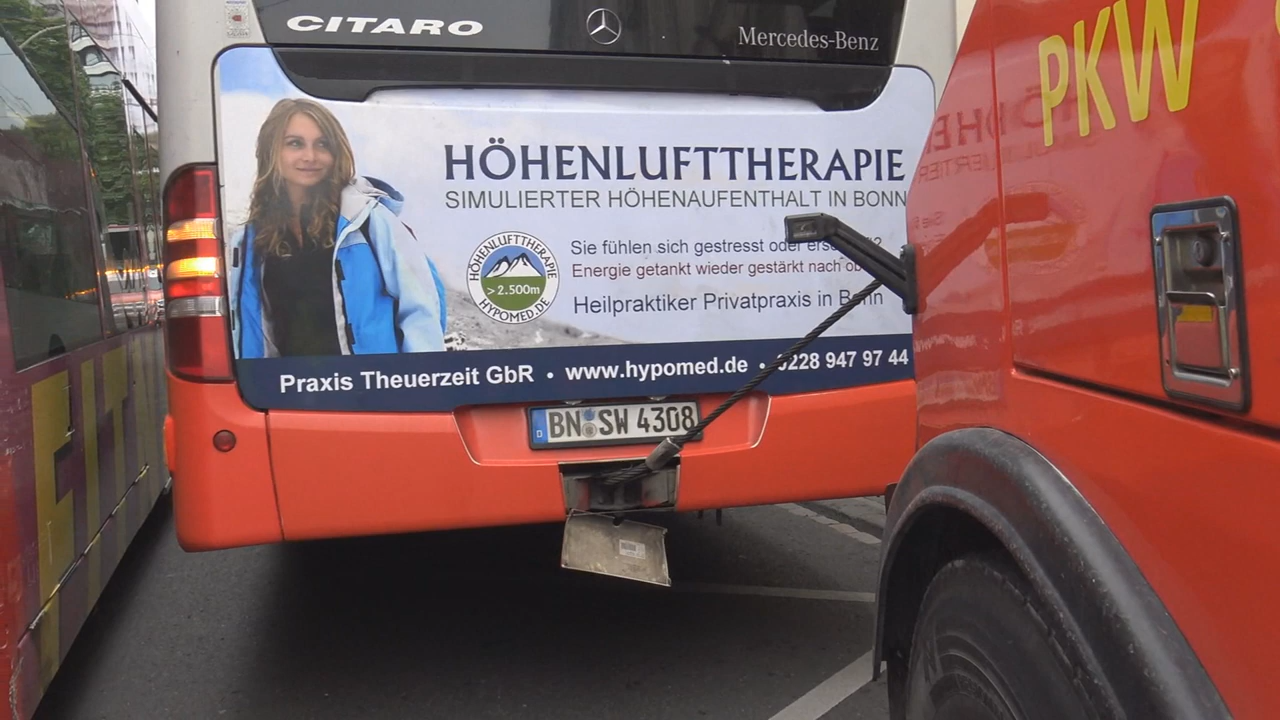 CITARO
Mercedes-Benz
PKW
HÖHENLUFTTHERAPIE
SIMULIERTER HÖHENAUFENTHALT IN BONN
HÖHENLUFTTHERAPIE
>2.500m
HYPOMED.DE
Sie fühlen sich gestresst oder
Energie getankt wieder gestärkt nach
Heilpraktiker Privatpraxis in Bonn
Praxis Theuerzeit GbR • www.hypomed.de • 0228 947 97 44
BN SW 4308